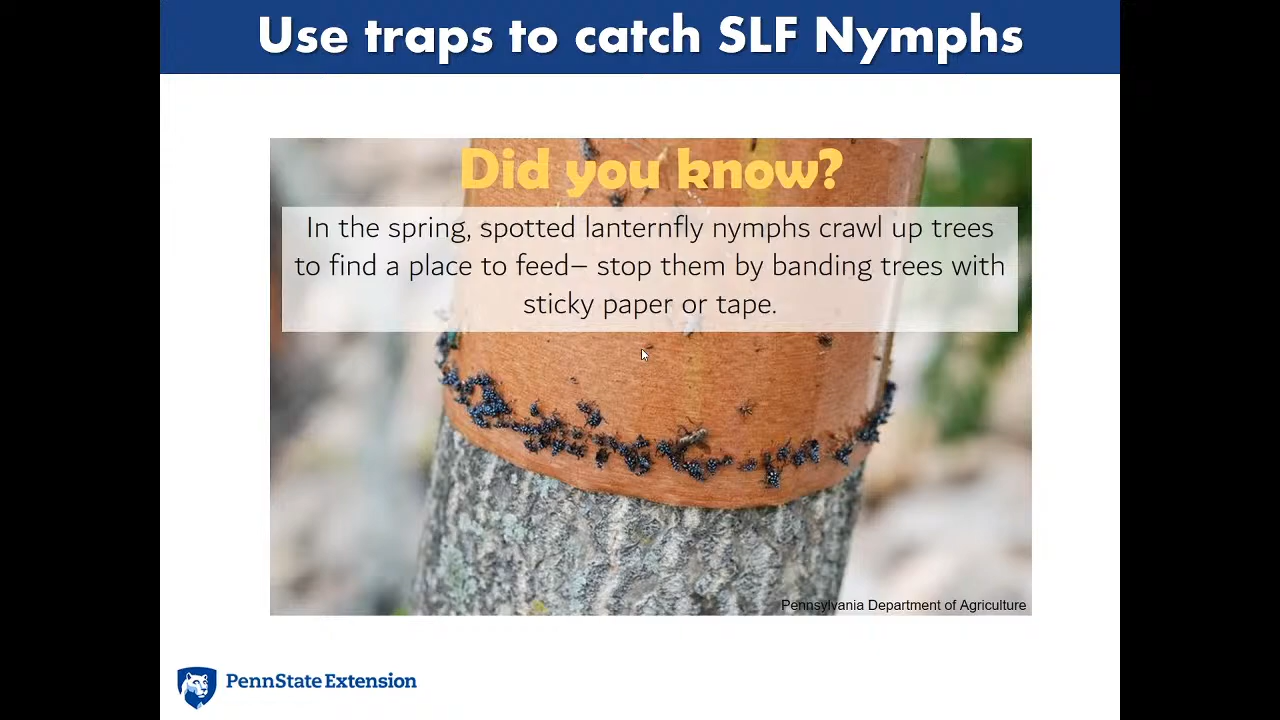 Use traps to catch SLF Nymphs
Did you know?
In the spring, spotted lanternfly nymphs crawl up trees
to find a place to feed– stop them by banding trees with
sticky paper or tape.
Pennsylvania Department of Agriculture
PennState Extension